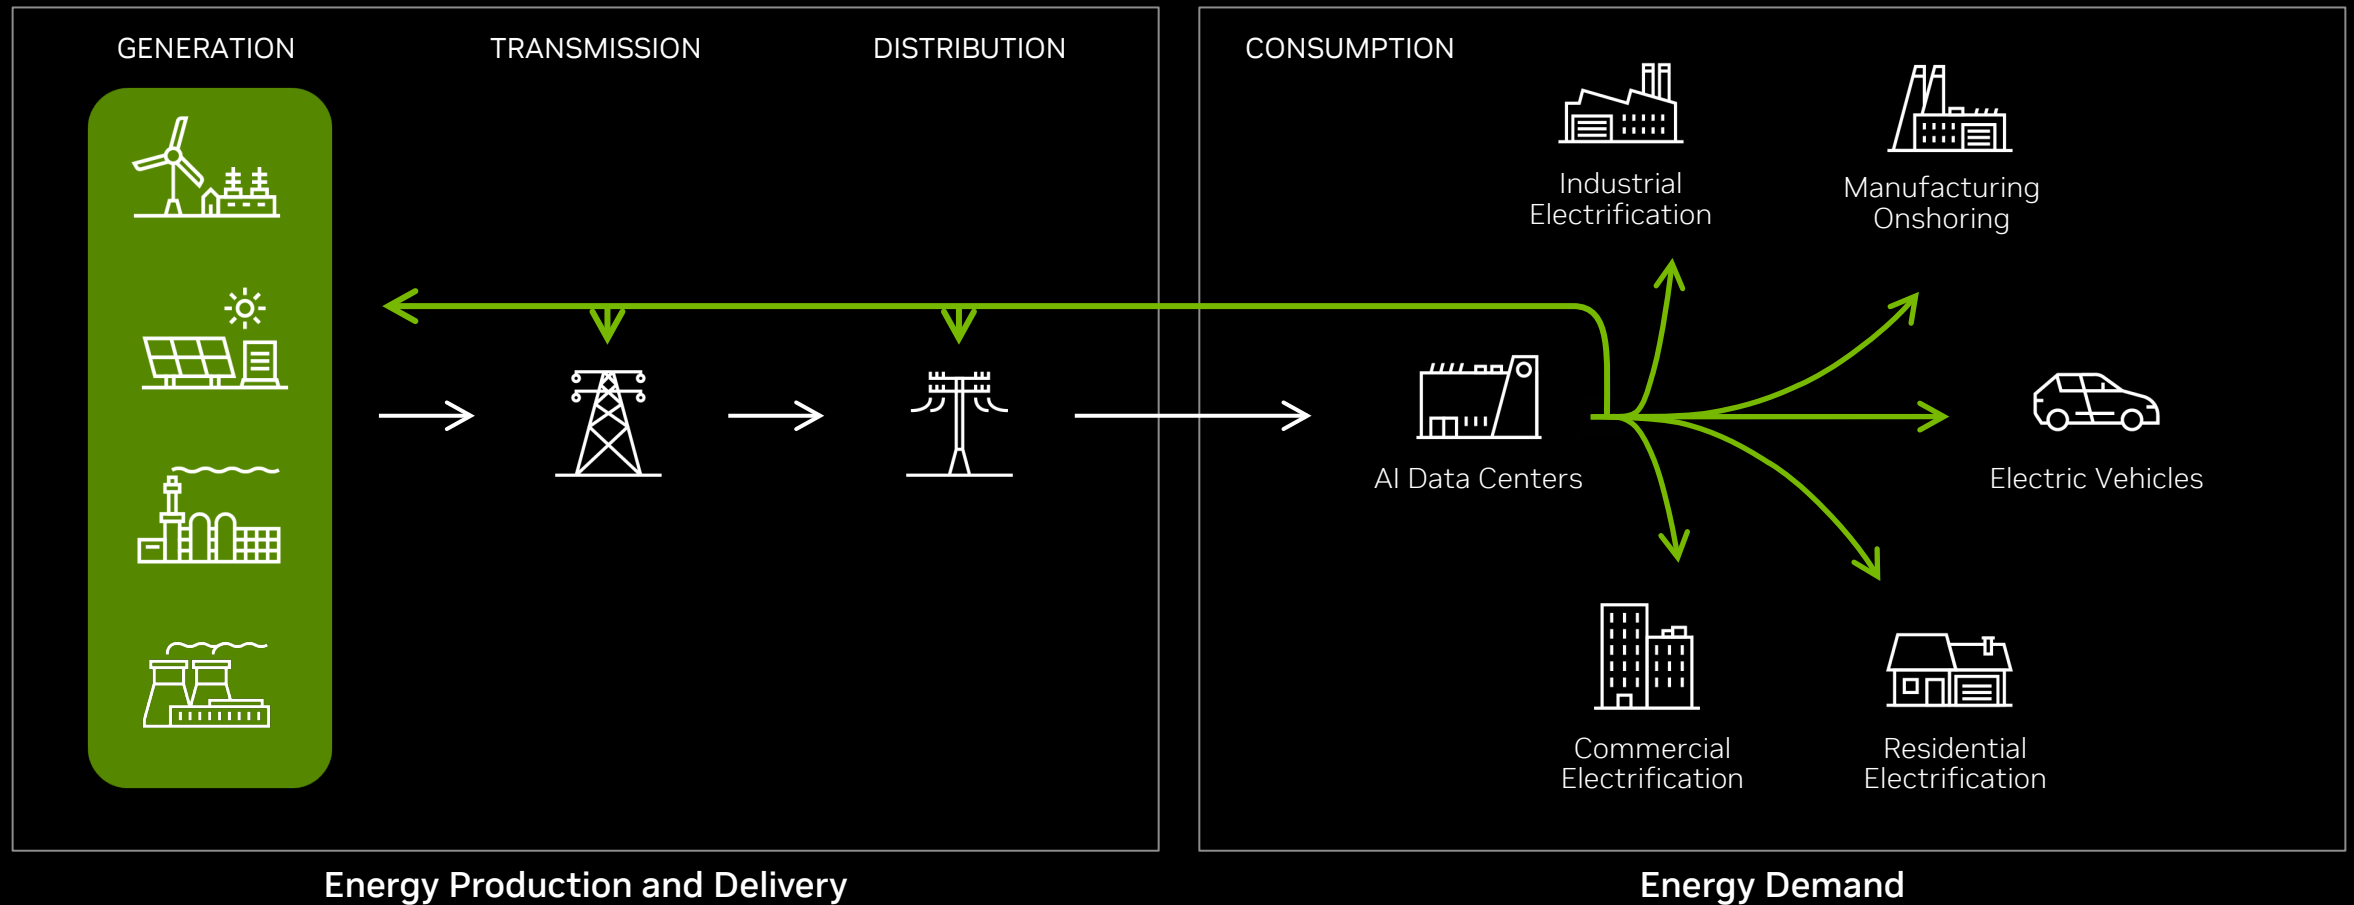 GENERATION
TRANSMISSION
DISTRIBUTION
CONSUMPTION
Industrial
Electrification
Manufacturing
Onshoring
AI Data Centers
Electric Vehicles
Commercial
Electrification
Residential
Electrification
Energy Production and Delivery
Energy Demand